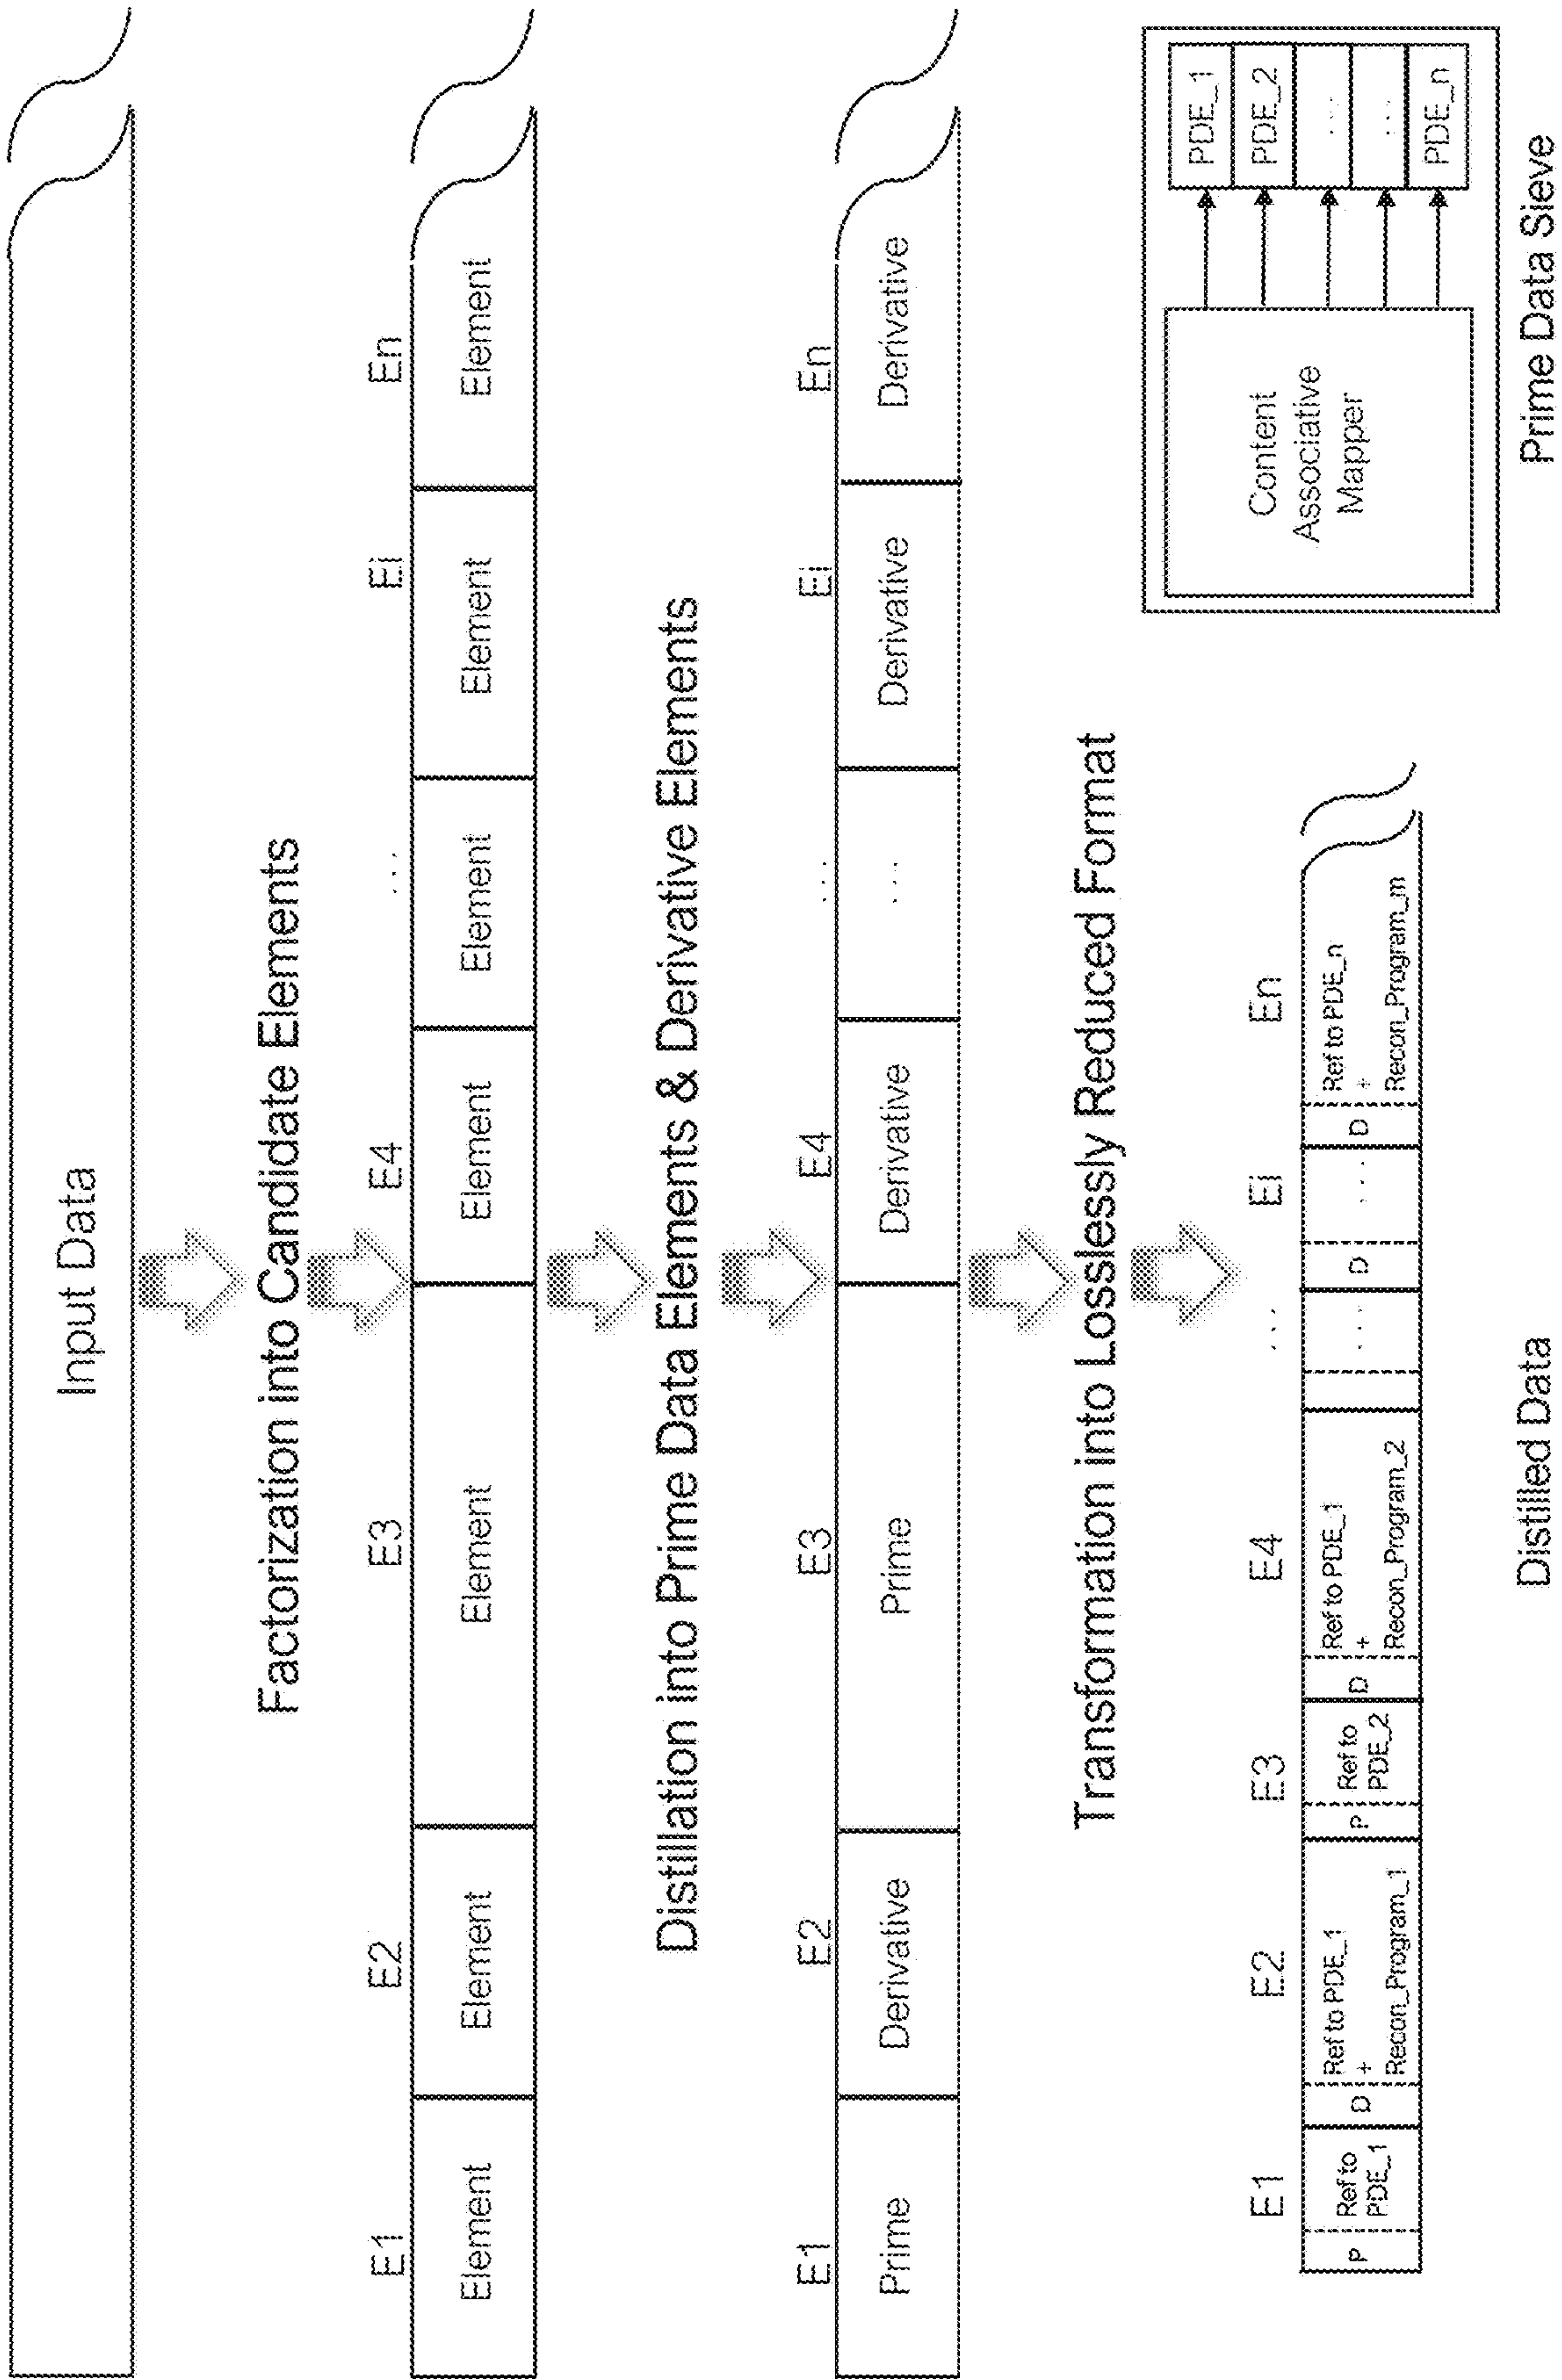 Input Data
Factorization into Candidate Elements
E1 E2 E3 E4 ... Ei En
Element Element Element Element Element Element Element
Distillation into Prime Data Elements & Derivative Elements
E1 E2 E3 E4 ... Ei En
Prime Derivative Prime Derivative ... Derivative Derivative
Transformation into Losslessly Reduced Format
E1 E2 E3 E4 ... Ei En
P
Ref to
PDE_1
D
Ref to PDE_1
+
Recon_Program_1
P
Ref to
PDE_2
D
Ref to PDE_1
+
Recon_Program_2
...
D
...
D
Ref to PDE_n
+
Recon_Program_m
Distilled Data
Content
Associative
Mapper
PDE_1
PDE_2
...
...
PDE_n
Prime Data Sieve